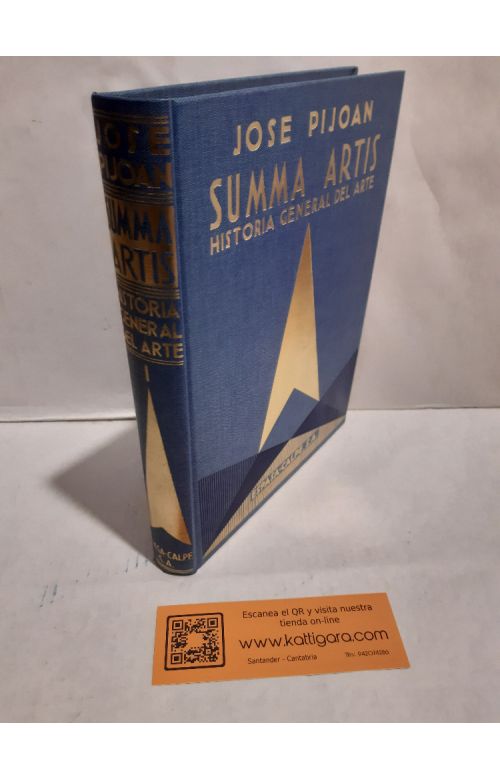 JOSE
PIJOAN
SUMMA
ARTIS
HISTORIA
GENERAL
DEL ARTE
I
CALPE
S.A
JOSE PIJOAN
SUMMA ARTIS
HISTORIA GENERAL DEL ARTE
ESPASA-CALPE, S.A.
Escanea el QR y visita nuestra
tienda on-line
www.kattigara.com
Santander - Cantabria